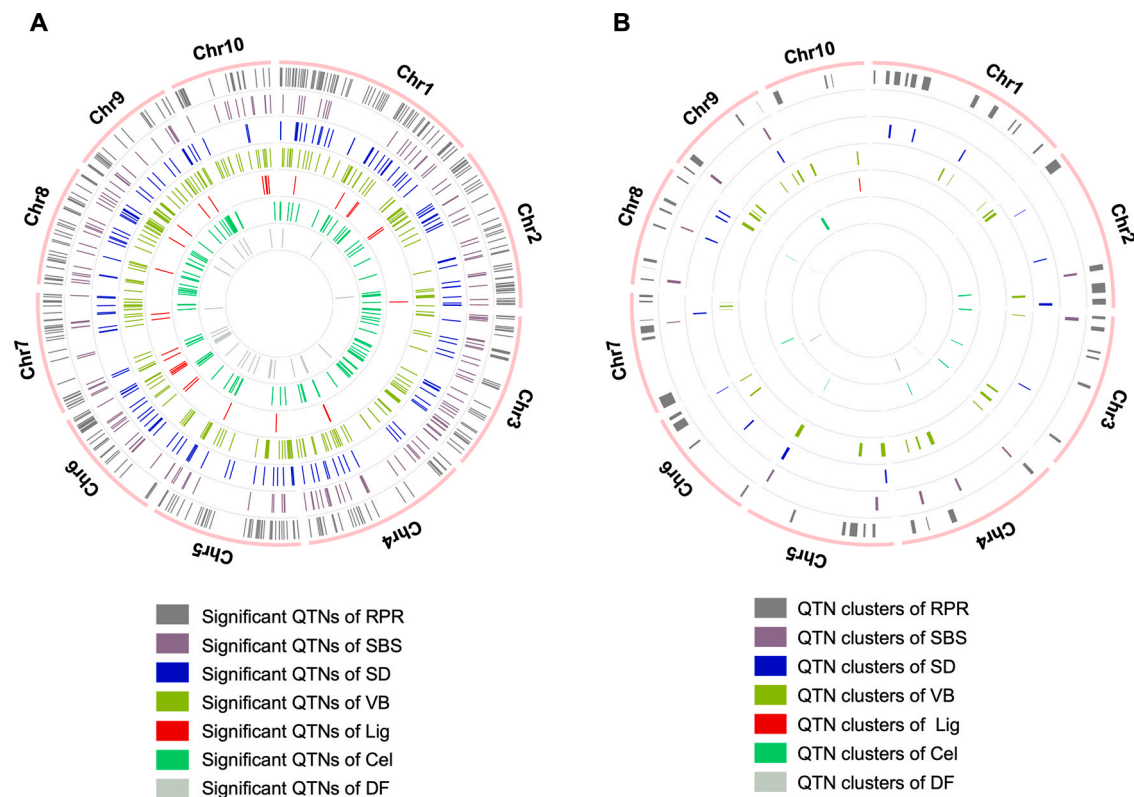 A
Chr1
Chr2
Chr3
Chr4
Chr5
Chr6
Chr7
Chr8
Chr9
Chr10
Significant QTNs of RPR
Significant QTNs of SBS
Significant QTNs of SD
Significant QTNs of VB
Significant QTNs of Lig
Significant QTNs of Cel
Significant QTNs of DF
B
Chr1
Chr2
Chr3
Chr4
Chr5
Chr6
Chr7
Chr8
Chr9
Chr10
QTN clusters of RPR
QTN clusters of SBS
QTN clusters of SD
QTN clusters of VB
QTN clusters of Lig
QTN clusters of Cel
QTN clusters of DF